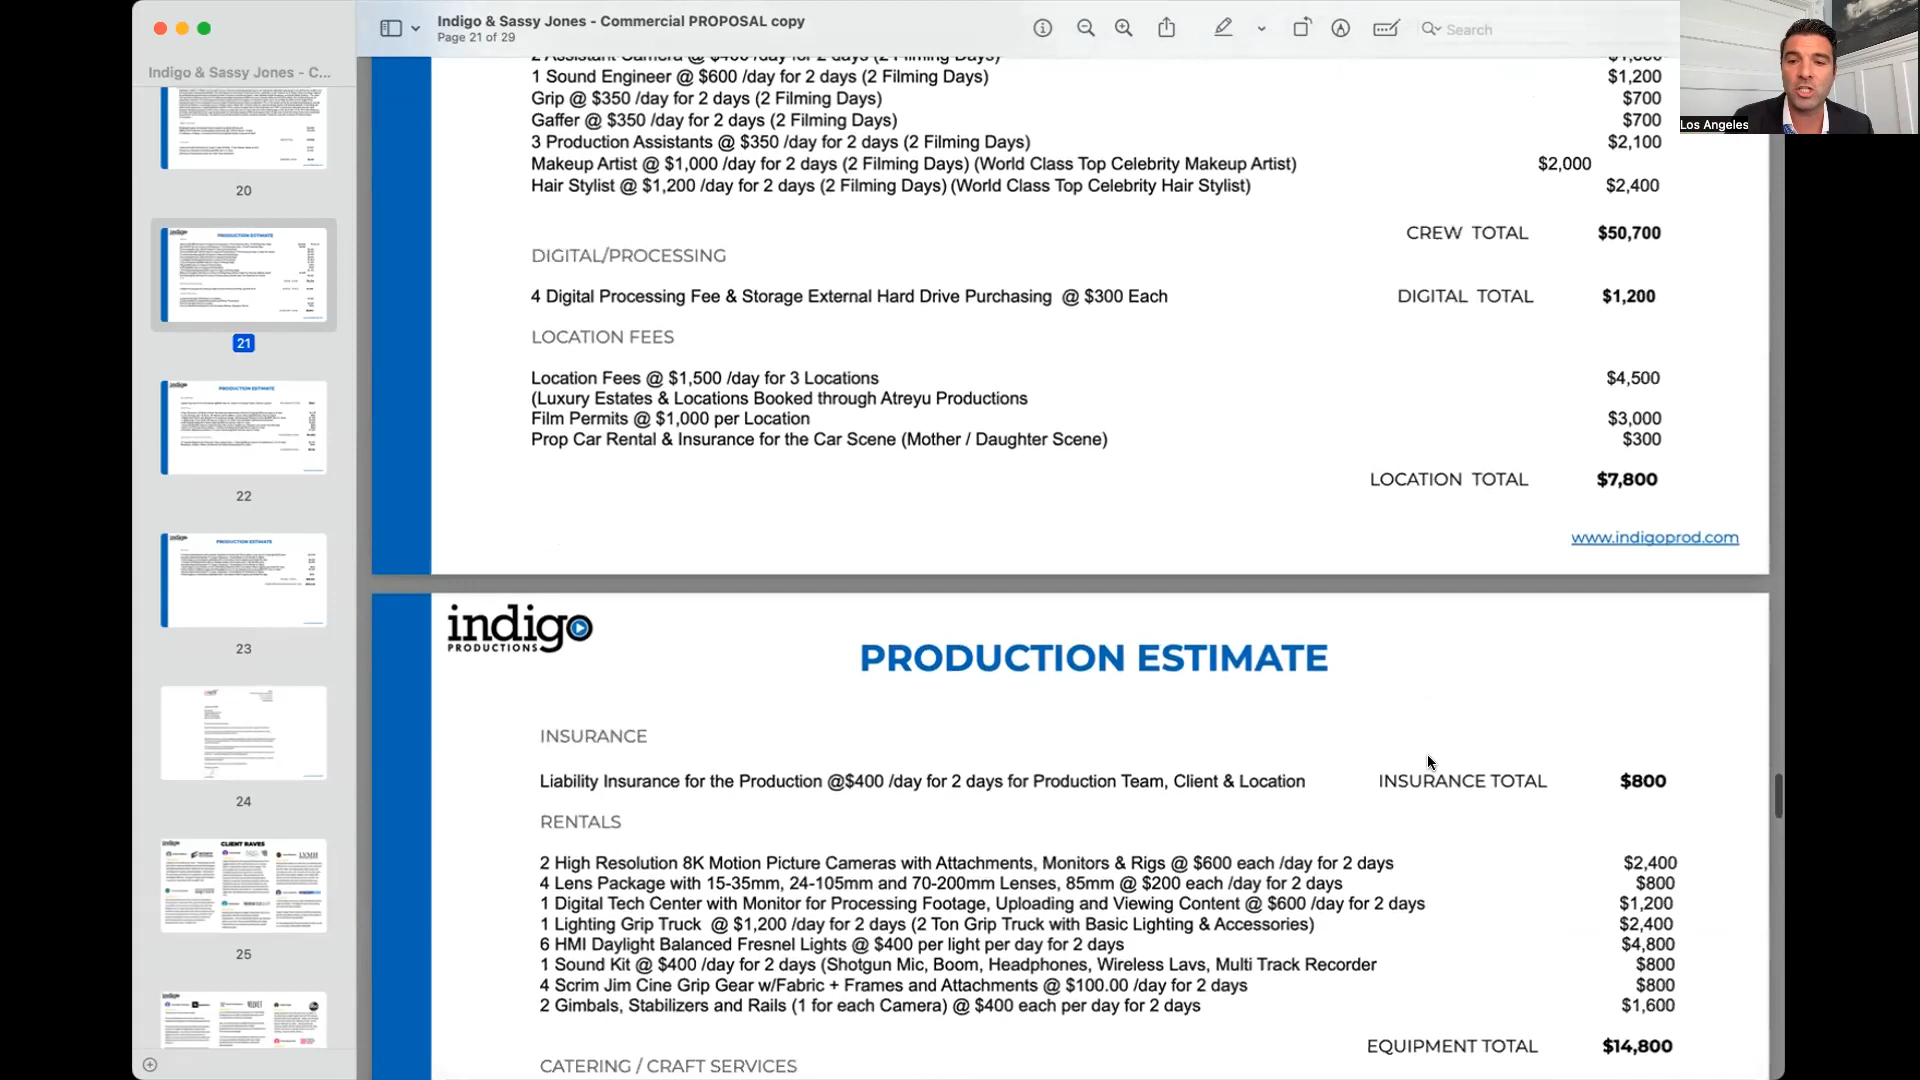 Indigo & Sassy Jones - Commercial PROPOSAL copy
Page 21 of 29
Search
Los Angeles
Indigo & Sassy Jones - C...
20
21
22
23
24
CLIENT RAVES
25
1 Sound Engineer @ $600 /day for 2 days (2 Filming Days) $1,200
Grip @ $350 /day for 2 days (2 Filming Days) $700
Gaffer @ $350 /day for 2 days (2 Filming Days) $700
3 Production Assistants @ $350 /day for 2 days (2 Filming Days) $2,100
Makeup Artist @ $1,000 /day for 2 days (2 Filming Days) (World Class Top Celebrity Makeup Artist) $2,000
Hair Stylist @ $1,200 /day for 2 days (2 Filming Days) (World Class Top Celebrity Hair Stylist) $2,400
CREW TOTAL $50,700
DIGITAL/PROCESSING
4 Digital Processing Fee & Storage External Hard Drive Purchasing @ $300 Each DIGITAL TOTAL $1,200
LOCATION FEES
Location Fees @ $1,500 /day for 3 Locations $4,500
(Luxury Estates & Locations Booked through Atreyu Productions
Film Permits @ $1,000 per Location $3,000
Prop Car Rental & Insurance for the Car Scene (Mother / Daughter Scene) $300
LOCATION TOTAL $7,800
www.indigoprod.com
indigo
PRODUCTIONS
PRODUCTION ESTIMATE
INSURANCE
Liability Insurance for the Production @$400 /day for 2 days for Production Team, Client & Location INSURANCE TOTAL $800
RENTALS
2 High Resolution 8K Motion Picture Cameras with Attachments, Monitors & Rigs @ $600 each /day for 2 days $2,400
4 Lens Package with 15-35mm, 24-105mm and 70-200mm Lenses, 85mm @ $200 each /day for 2 days $800
1 Digital Tech Center with Monitor for Processing Footage, Uploading and Viewing Content @ $600 /day for 2 days $1,200
1 Lighting Grip Truck @ $1,200 /day for 2 days (2 Ton Grip Truck with Basic Lighting & Accessories) $2,400
6 HMI Daylight Balanced Fresnel Lights @ $400 per light per day for 2 days $4,800
1 Sound Kit @ $400 /day for 2 days (Shotgun Mic, Boom, Headphones, Wireless Lavs, Multi Track Recorder $800
4 Scrim Jim Cine Grip Gear w/Fabric + Frames and Attachments @ $100.00 /day for 2 days $800
2 Gimbals, Stabilizers and Rails (1 for each Camera) @ $400 each per day for 2 days $1,600
EQUIPMENT TOTAL $14,800
CATERING / CRAFT SERVICES